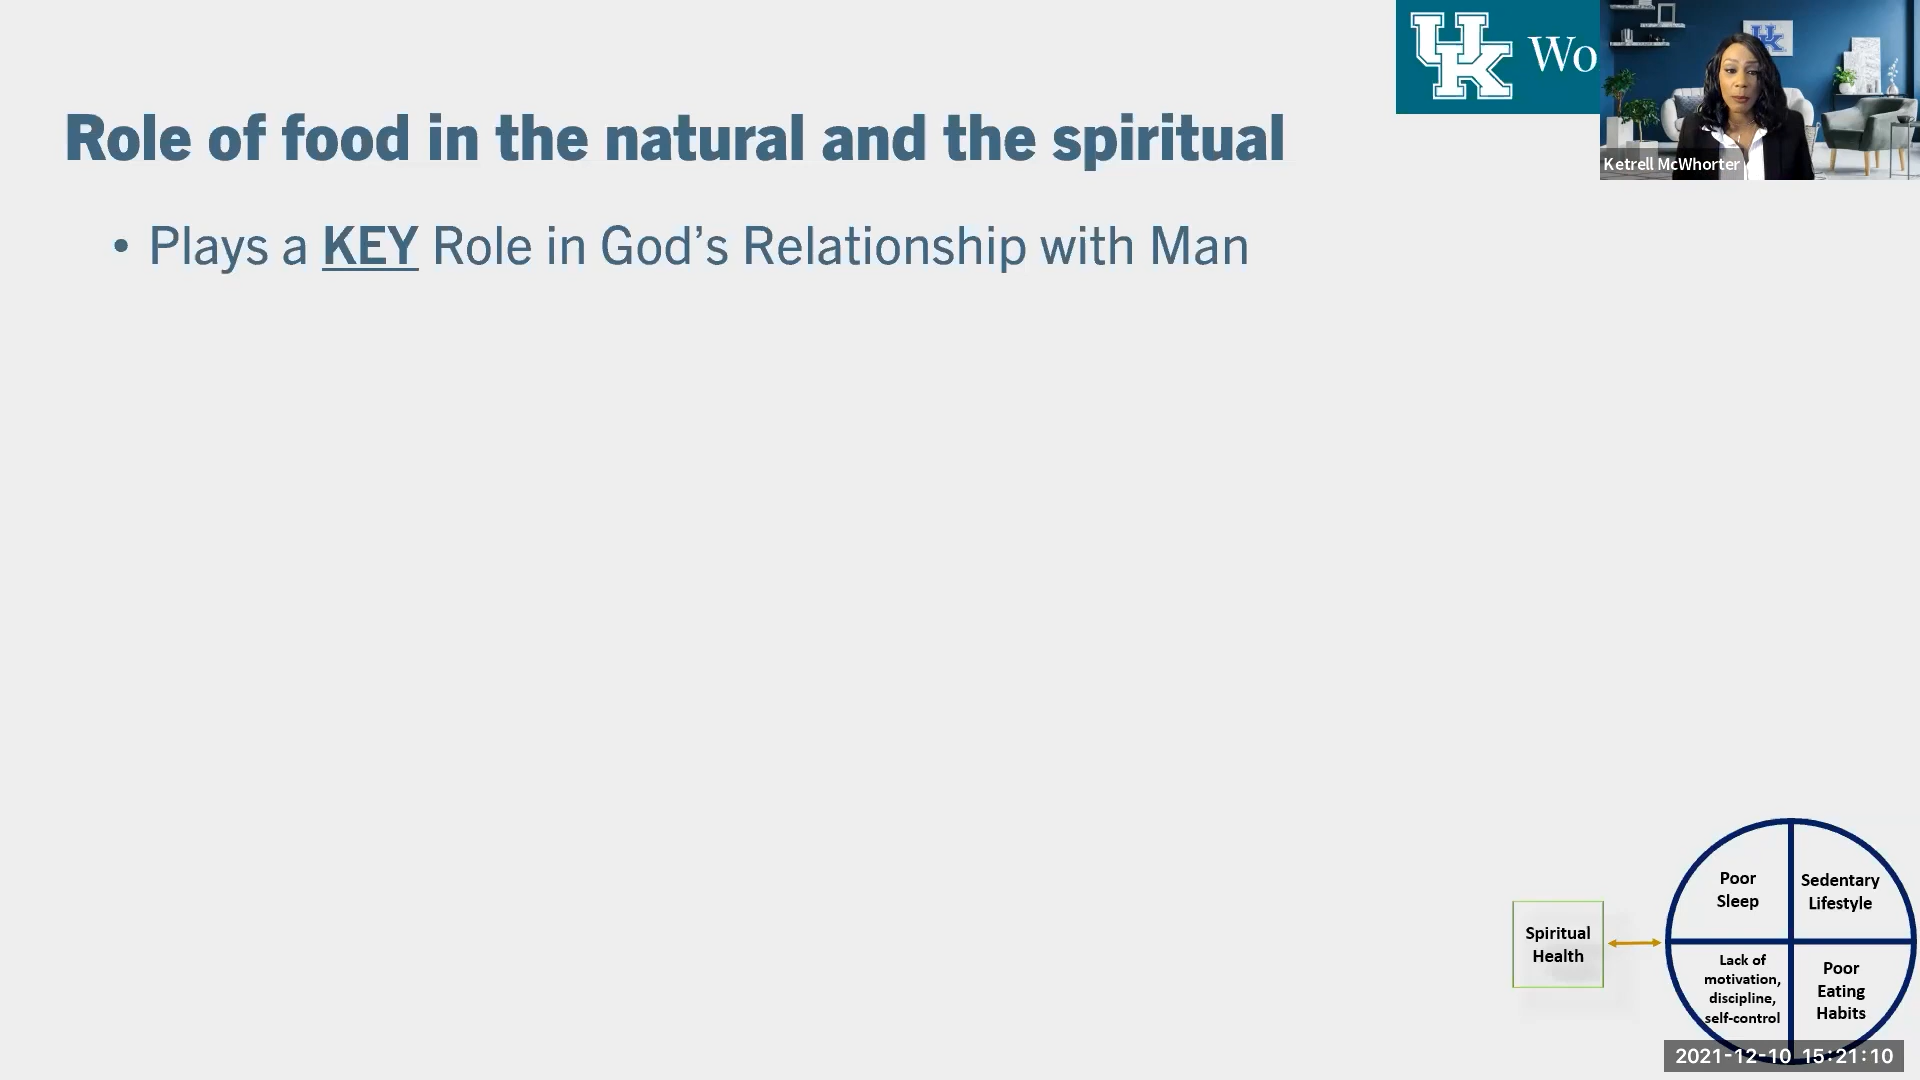 UK Wo
Ketrell McWhorter
Role of food in the natural and the spiritual
• Plays a KEY Role in God’s Relationship with Man
Spiritual
Health
Poor
Sleep
Sedentary
Lifestyle
Lack of
motivation,
discipline,
self-control
Poor
Eating
Habits
2021-12-10 15:21:10